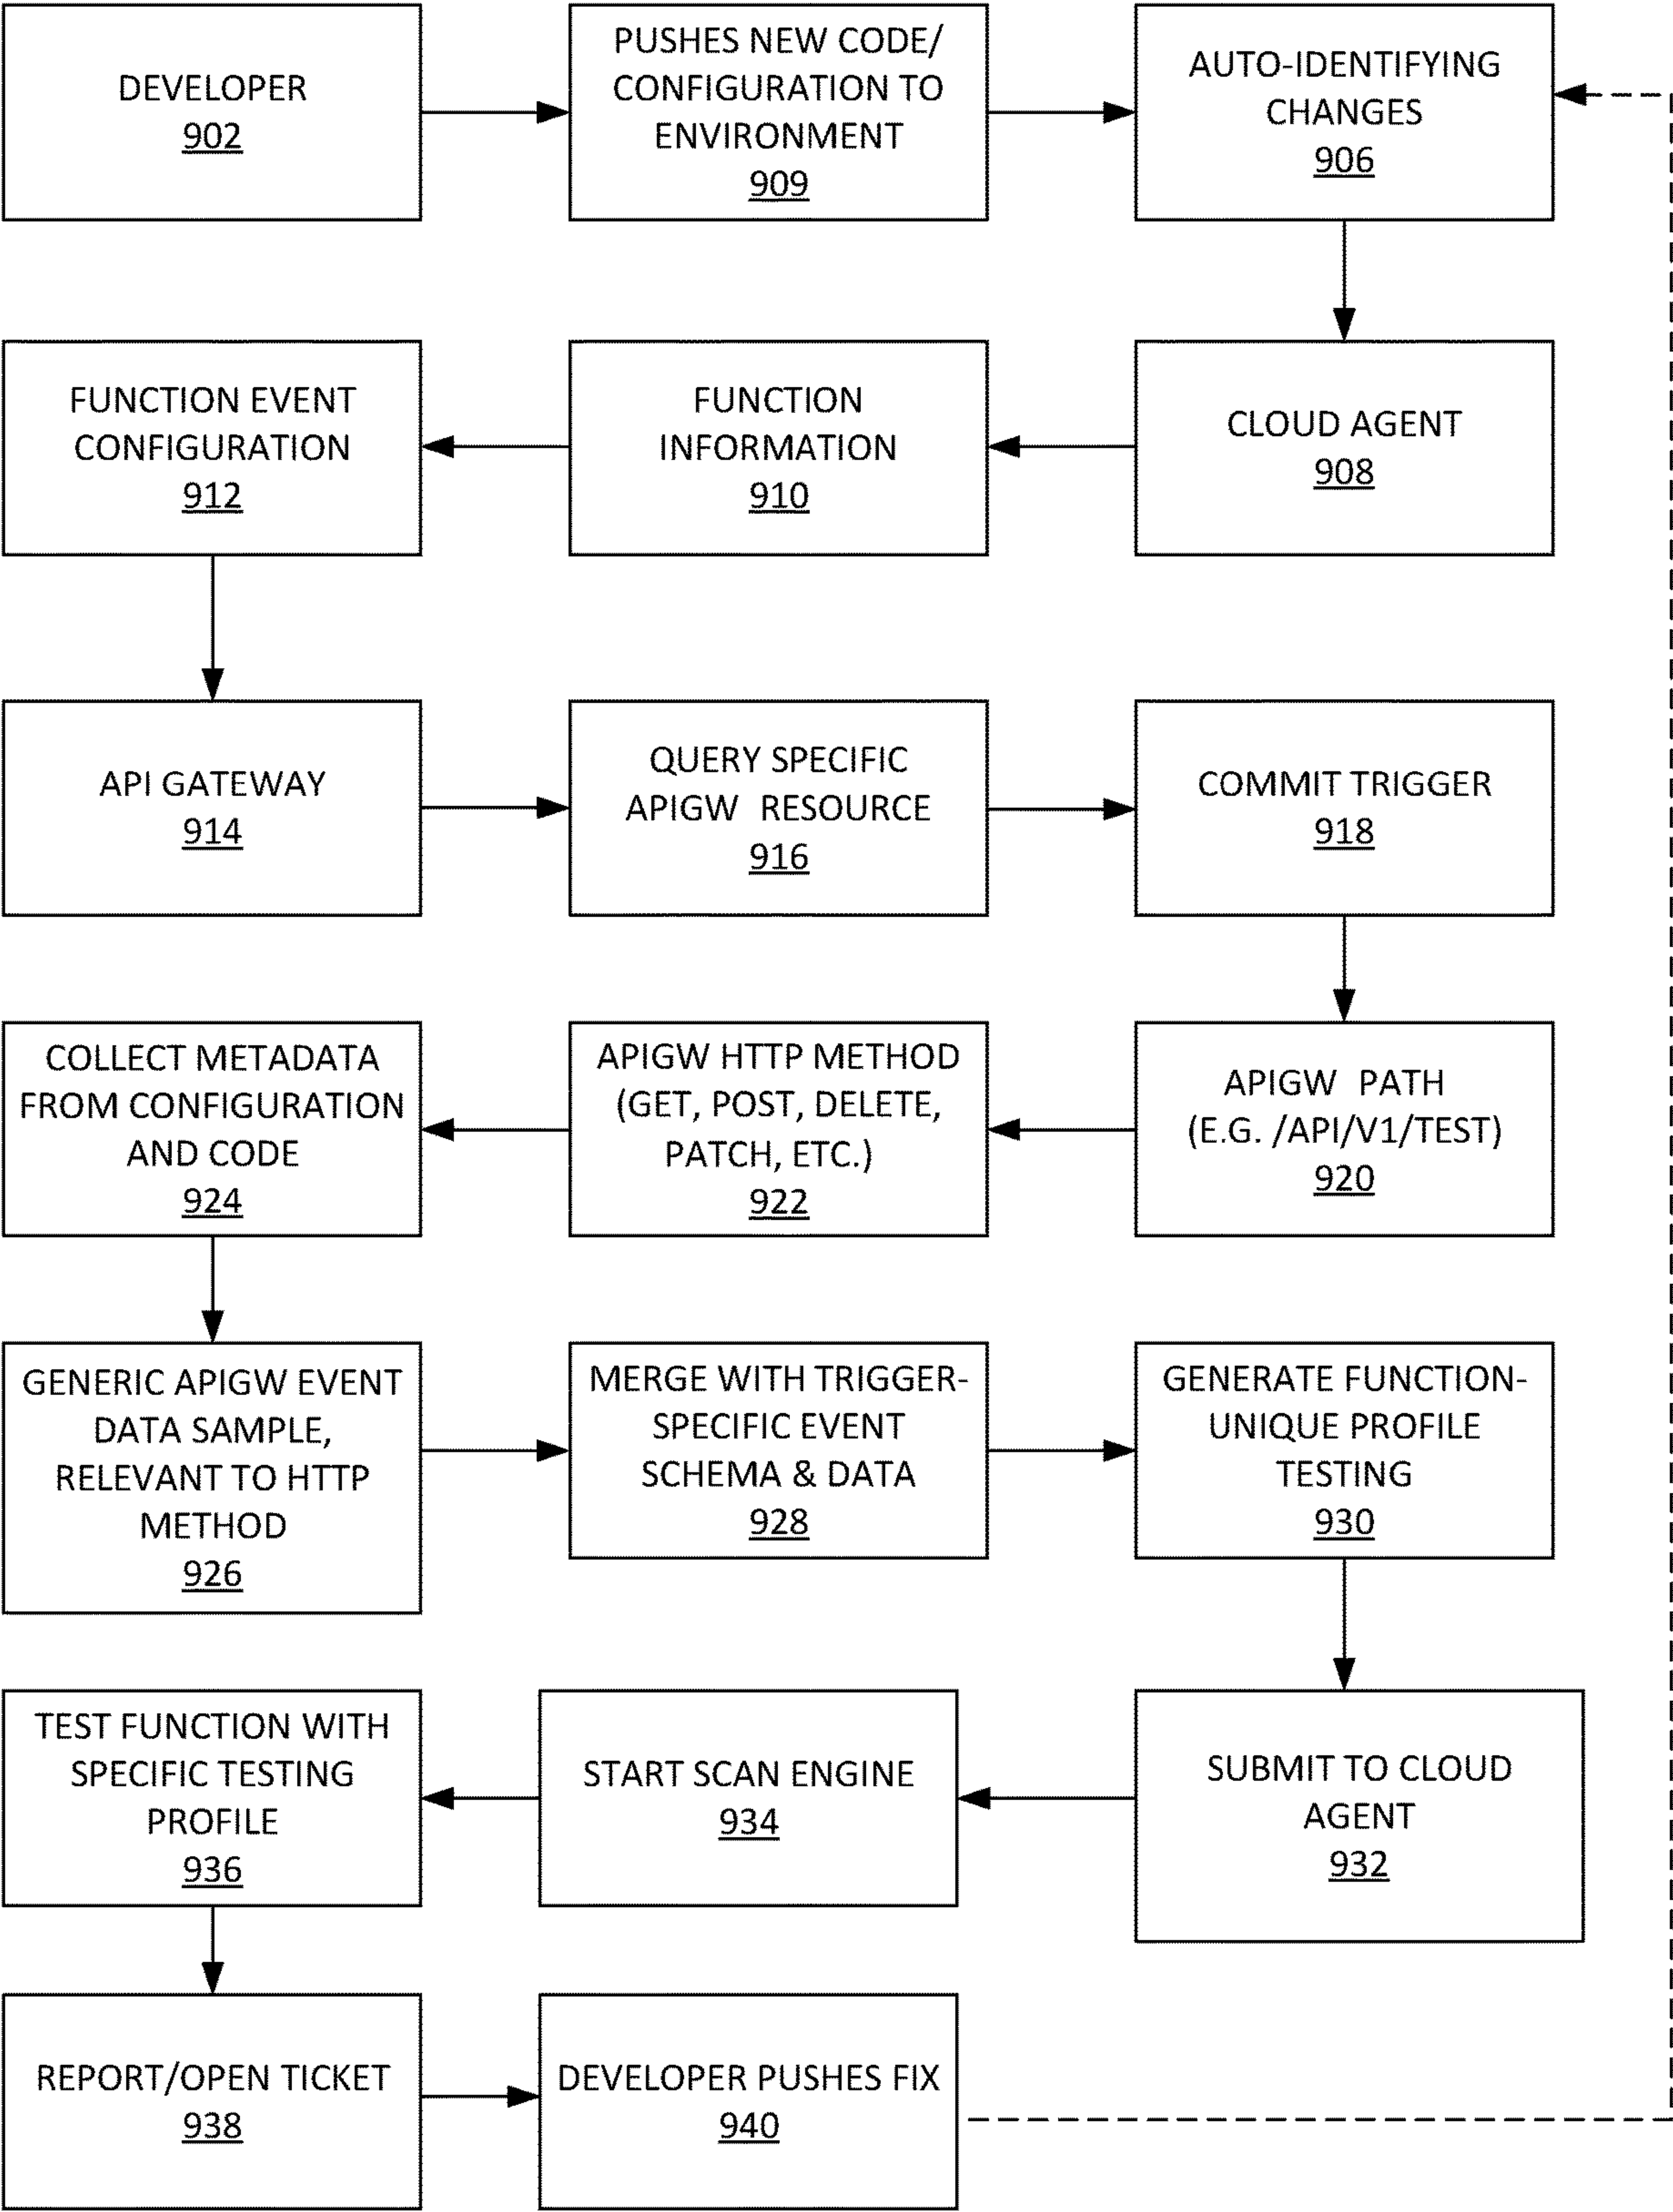 DEVELOPER
902
PUSHES NEW CODE/
CONFIGURATION TO
ENVIRONMENT
909
AUTO-IDENTIFYING
CHANGES
906
FUNCTION EVENT
CONFIGURATION
912
FUNCTION
INFORMATION
910
CLOUD AGENT
908
API GATEWAY
914
QUERY SPECIFIC
APIGW RESOURCE
916
COMMIT TRIGGER
918
COLLECT METADATA
FROM CONFIGURATION
AND CODE
924
APIGW HTTP METHOD
(GET, POST, DELETE,
PATCH, ETC.)
922
APIGW PATH
(E.G. /API/V1/TEST)
920
GENERIC APIGW EVENT
DATA SAMPLE,
RELEVANT TO HTTP
METHOD
926
MERGE WITH TRIGGER-
SPECIFIC EVENT
SCHEMA & DATA
928
GENERATE FUNCTION-
UNIQUE PROFILE
TESTING
930
TEST FUNCTION WITH
SPECIFIC TESTING
PROFILE
936
START SCAN ENGINE
934
SUBMIT TO CLOUD
AGENT
932
REPORT/OPEN TICKET
938
DEVELOPER PUSHES FIX
940